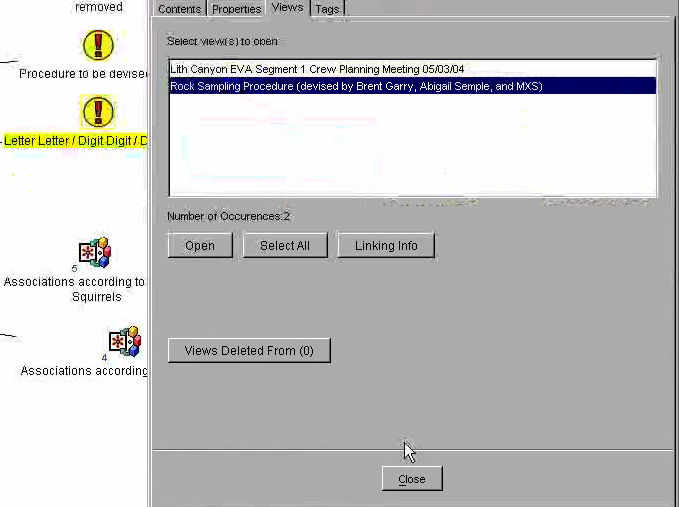 removed
Procedure to be devise
Letter Letter / Digit Digit / D
5
Associations according to
Squirrels
4
Associations according
Contents Properties Views Tags
Select view(s) to open
Lith Canyon EVA Segment 1 Crew Planning Meeting 05/03/04
Rock Sampling Procedure (devised by Brent Garry, Abigail Semple, and MXS)
Number of Occurences:2
Open Select All Linking Info
Views Deleted From (0)
Close